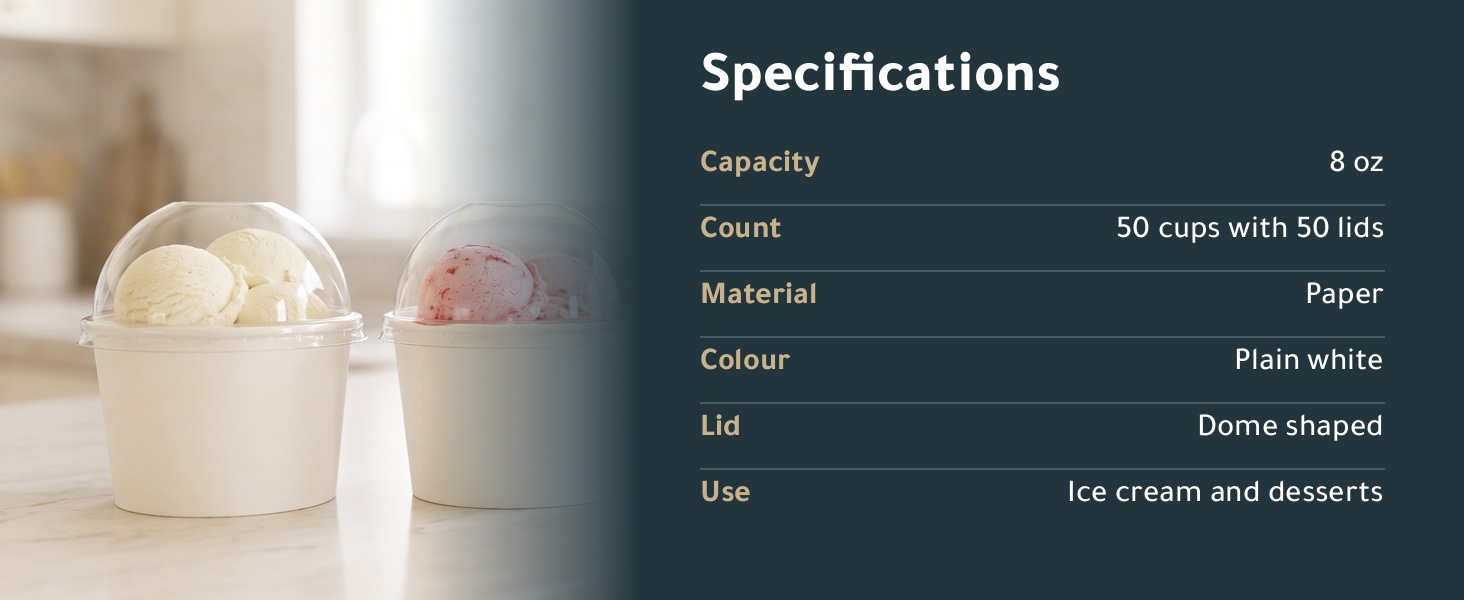 Specifications
Capacity 8 oz
Count 50 cups with 50 lids
Material Paper
Colour Plain white
Lid Dome shaped
Use Ice cream and desserts